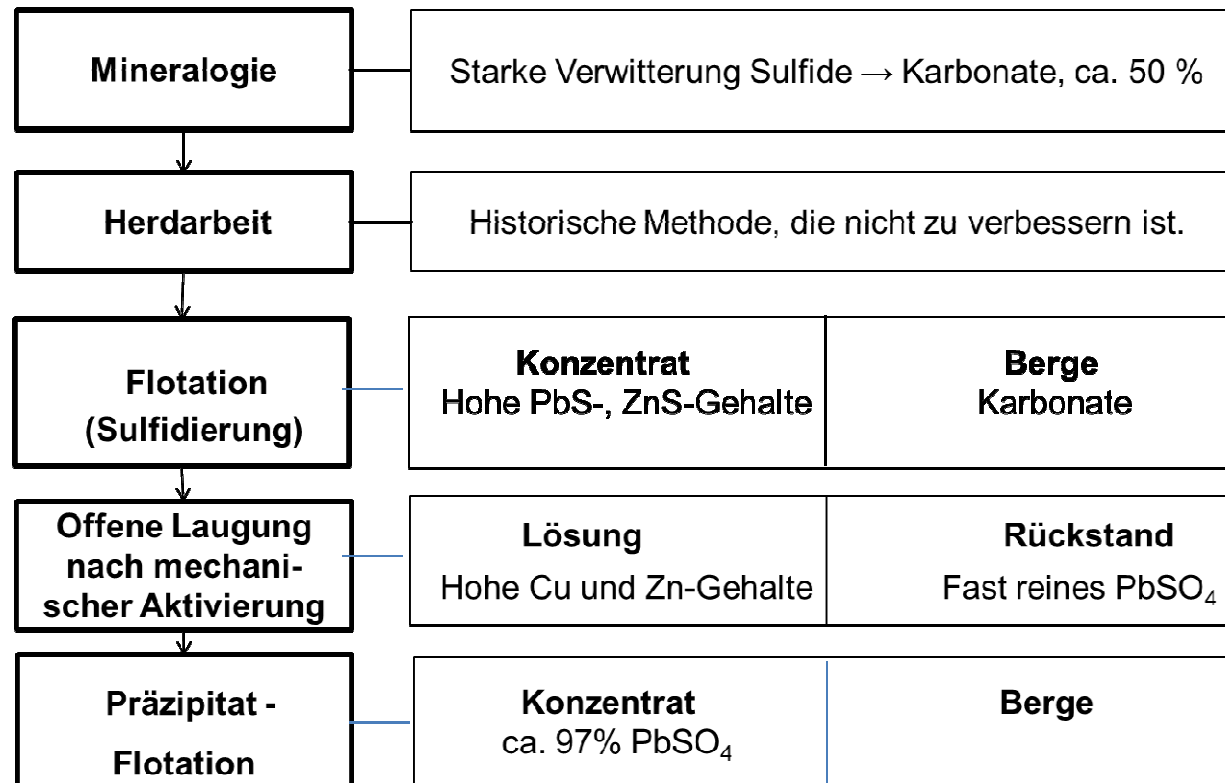 Mineralogie
Starke Verwitterung Sulfide → Karbonate, ca. 50 %
Herdarbeit
Historische Methode, die nicht zu verbessern ist.
Flotation
(Sulfidierung)
Konzentrat
Hohe PbS-, ZnS-Gehalte
Berge
Karbonate
Offene Laugung
nach mechani-
scher Aktivierung
Lösung
Hohe Cu und Zn-Gehalte
Rückstand
Fast reines PbSO₄
Präzipitat -
Flotation
Konzentrat
ca. 97% PbSO₄
Berge